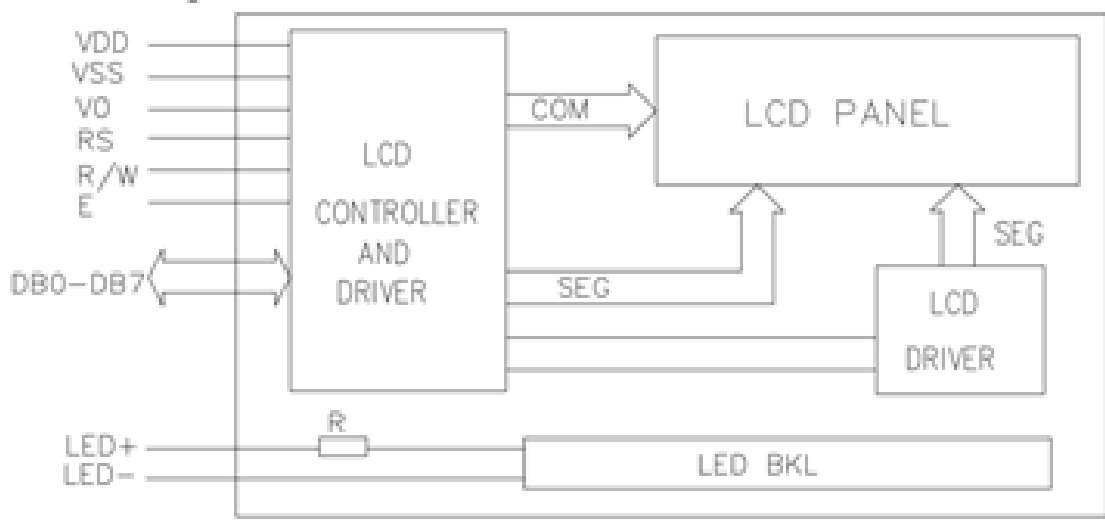 VDD
VSS
VO
RS
R/W
E
DB0-DB7
LCD
CONTROLLER
AND
DRIVER
COM
LCD PANEL
SEG
SEG
LCD
DRIVER
LED+
LED-
R
LED BKL